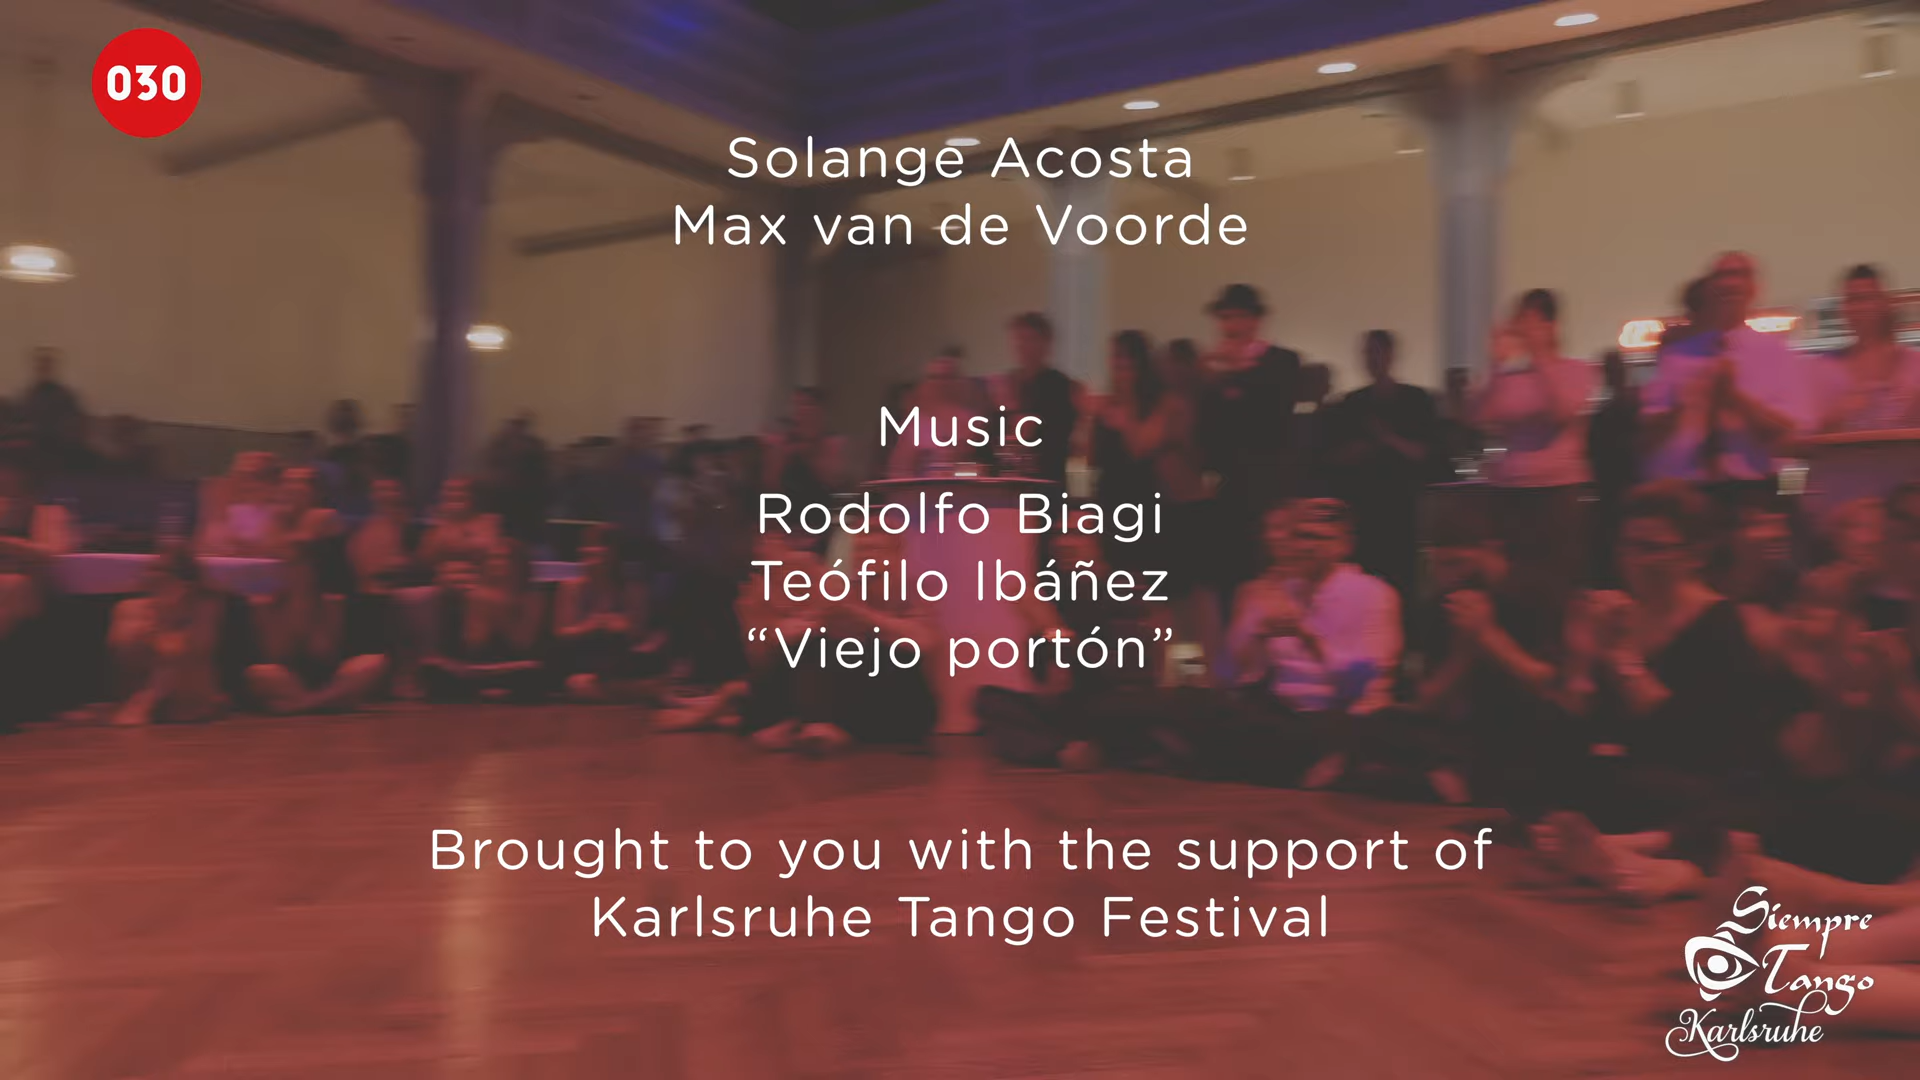 030
Solange Acosta
Max van de Voorde
Music
Rodolfo Biagi
Teófilo Ibáñez
“Viejo portón”
Brought to you with the support of
Karlsruhe Tango Festival
Siempre
Tango
Karlsruhe